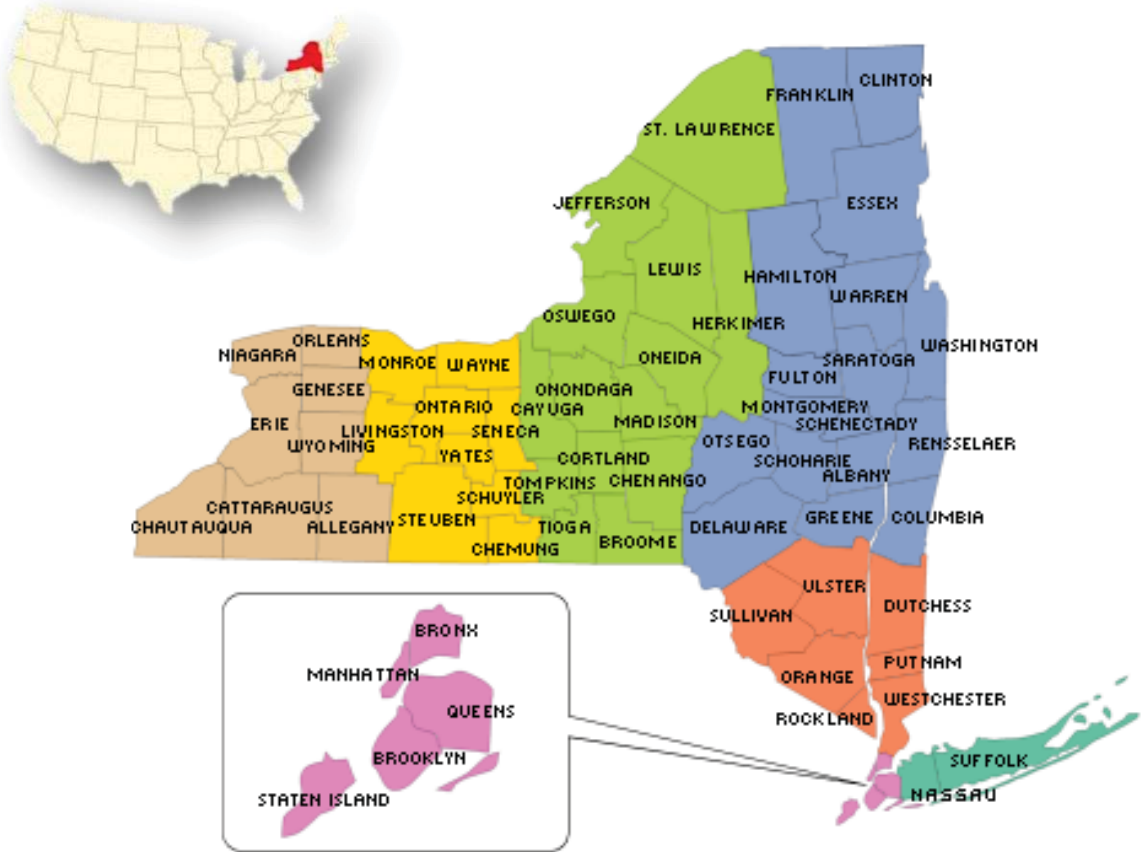 CLINTON
FRANKLIN
ST. LAWRENCE
JEFFERSON
ESSEX
LEWIS
HAMILTON
WARREN
OSWEGO
HERKIMER
ORLEANS
WASHINGTON
NIAGARA
MONROE
WAYNE
ONEIDA
SARATOGA
FULTON
GENESEE
ONONDAGA
ONTARIO
CAYUGA
MONTGOMERY
ERIE
MADISON
SCHENECTADY
LIVINGSTON
SENECA
OTSEGO
RENSSELAER
WYOMING
YATES
CORTLAND
SCHOHARIE
ALBANY
TOMPKINS
CHENANGO
SCHUYLER
CATTARAUGUS
GREENE
COLUMBIA
CHAUTAUQUA
ALLEGANY
STEUBEN
TIOGA
DELAWARE
BROOME
CHEMUNG
ULSTER
DUTCHESS
SULLIVAN
BRONX
PUTNAM
MANHATTAN
ORANGE
WESTCHESTER
QUEENS
ROCKLAND
BROOKLYN
SUFFOLK
STATEN ISLAND
NASSAU